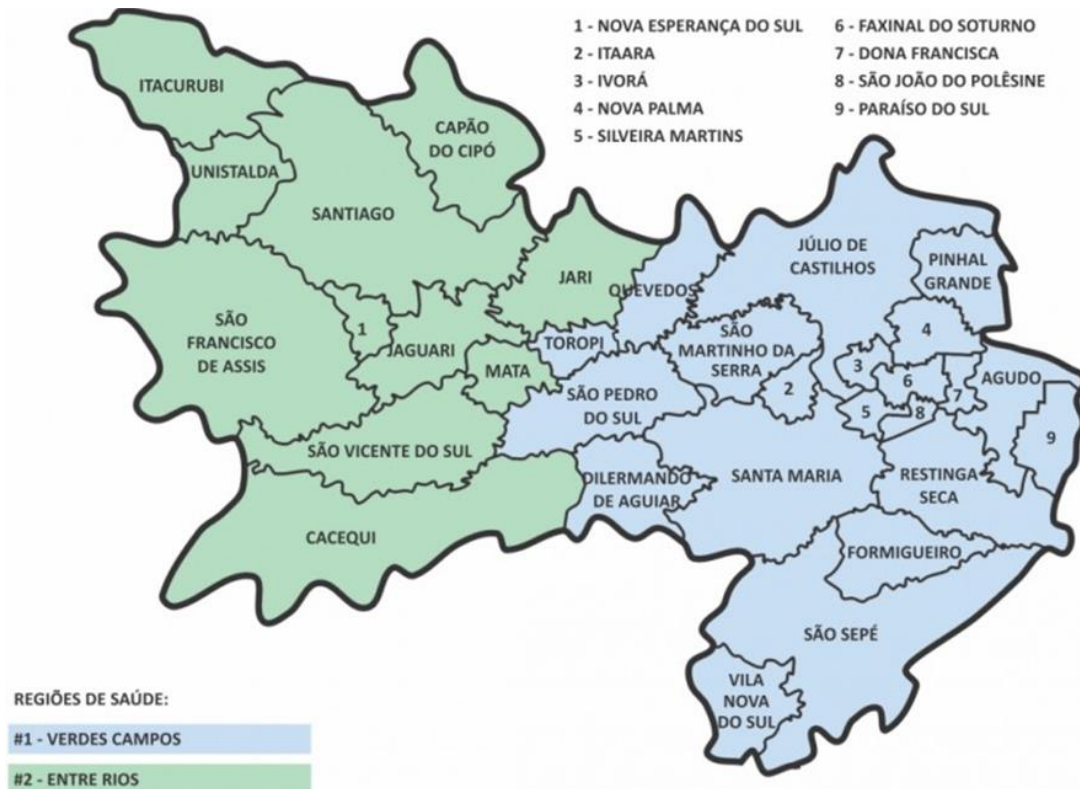 1 - NOVA ESPERANÇA DO SUL
2 - ITAARA
3 - IVORÁ
4 - NOVA PALMA
5 - SILVEIRA MARTINS
6 - FAXINAL DO SOTURNO
7 - DONA FRANCISCA
8 - SÃO JOÃO DO POLÊSINE
9 - PARAÍSO DO SUL
ITACURUBI
CAPÃO
DO CIPÓ
UNISTALDA
SANTIAGO
JÚLIO DE
CASTILHOS
PINHAL
GRANDE
JARI
QUEVEDOS
SÃO
FRANCISCO
DE ASSIS
1
JAGUARI
TOROPI
SÃO
MARTINHO DA
SERRA
4
MATA
3
6
7
AGUDO
2
SÃO PEDRO
DO SUL
5
8
9
SÃO VICENTE DO SUL
DILERMANDO
DE AGUIAR
SANTA MARIA
RESTINGA
SECA
CACEQUI
FORMIGUEIRO
SÃO SEPÉ
VILA
NOVA
DO SUL
REGIÕES DE SAÚDE:
#1 - VERDES CAMPOS
#2 - ENTRE RIOS